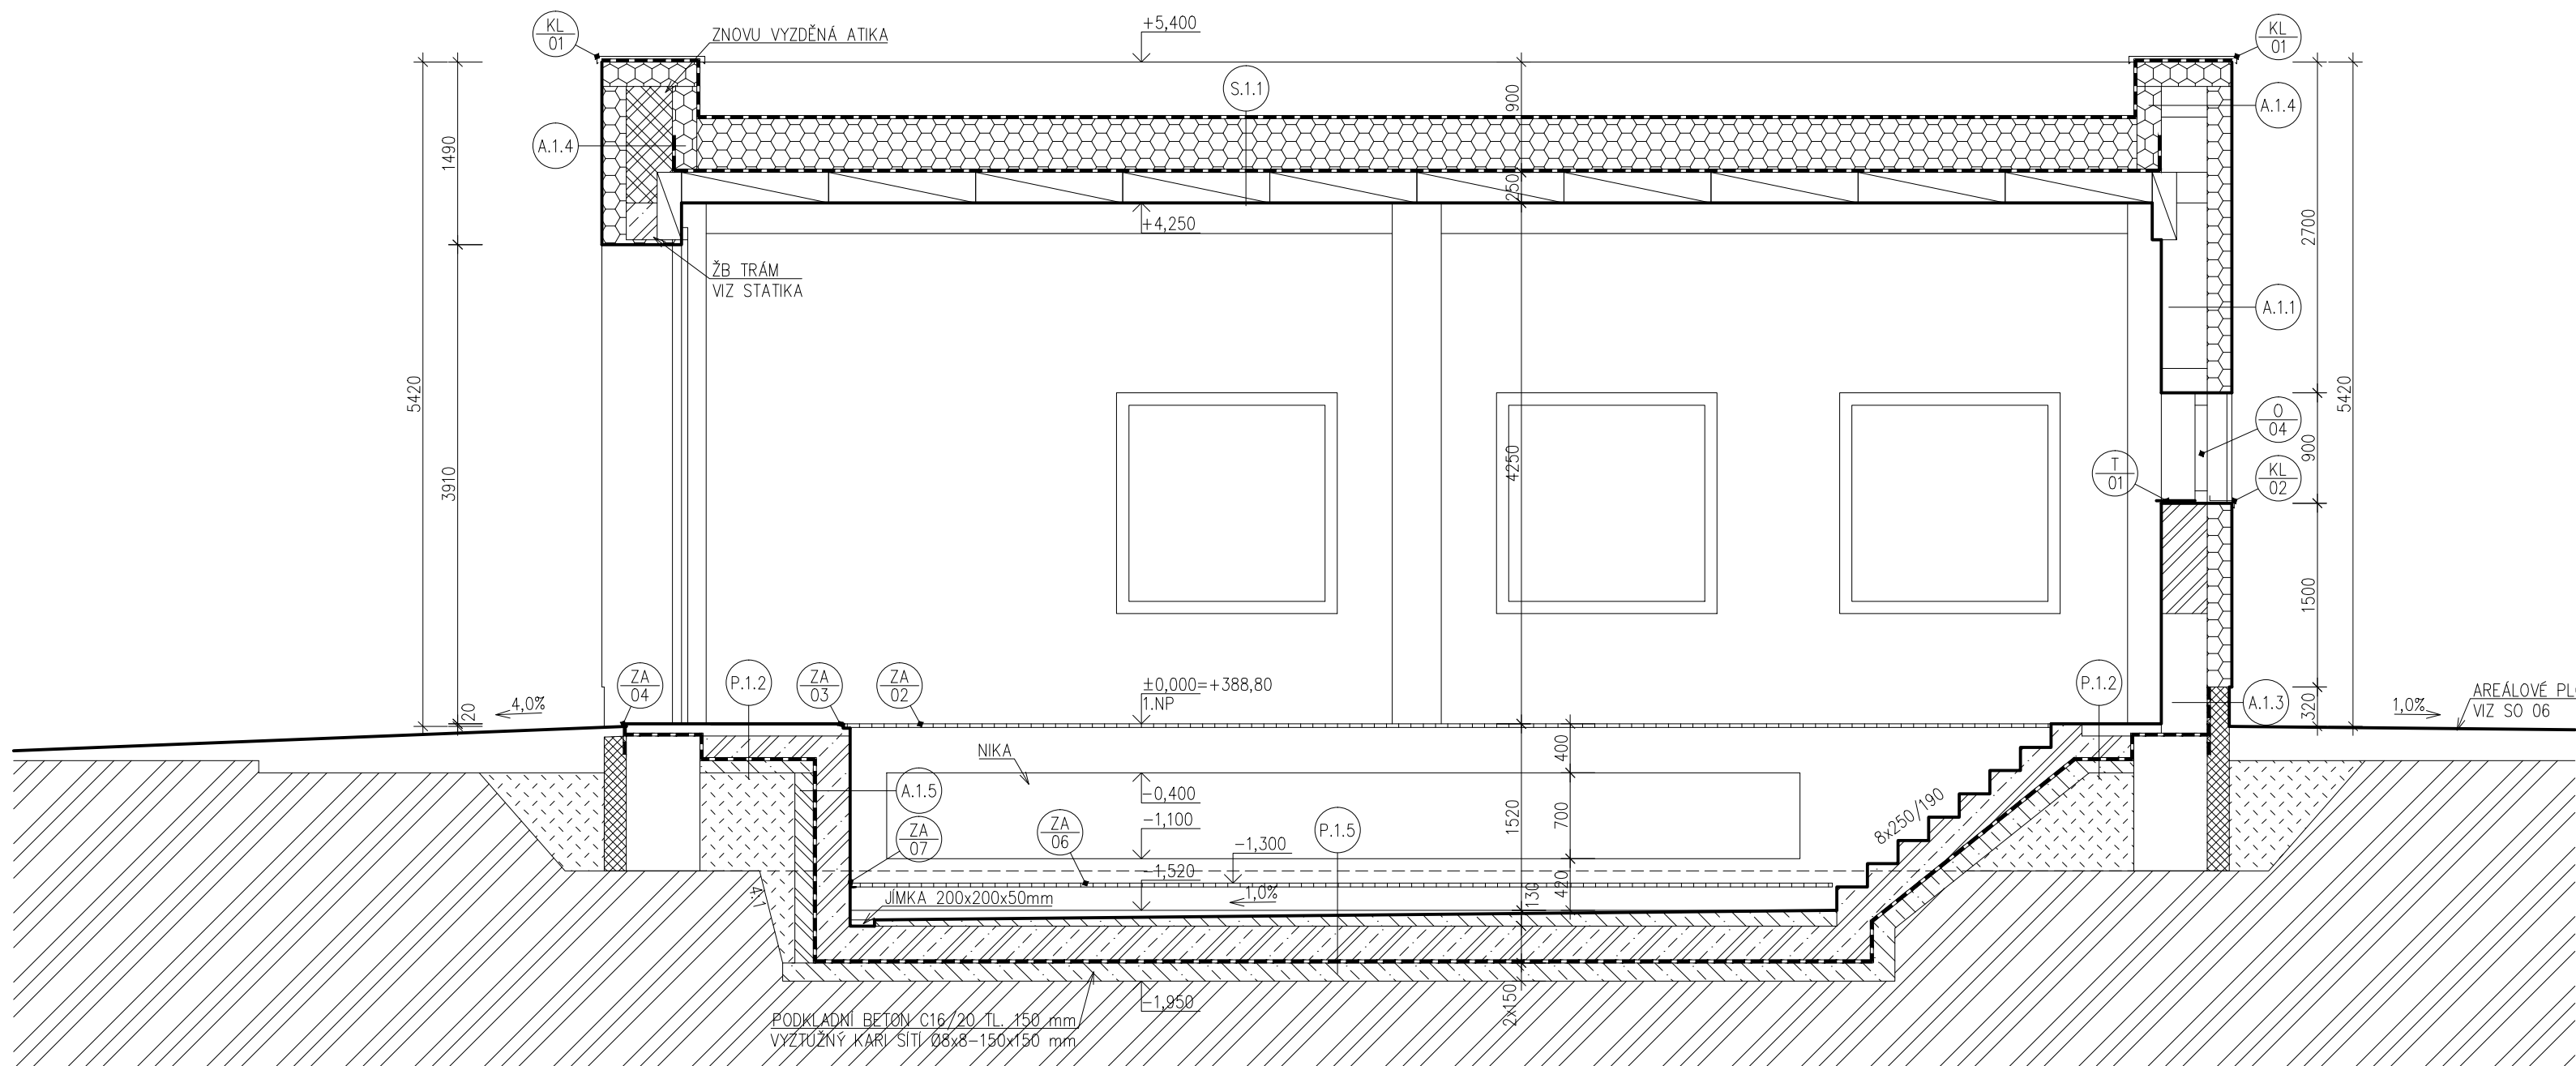 KL
01
ZNOVU VYZDĚNÁ ATIKA
+5,400
KL
01
S.1.1
900
A.1.4
A.1.4
1490
250
+4,250
2700
ŽB TRÁM
VIZ STATIKA
A.1.1
5420
5420
O
04
900
T
01
KL
02
4250
3910
1500
ZA
04
P.1.2
ZA
03
ZA
02
±0,000=+388,80
1.NP
P.1.2
A.1.3
320
AREÁLOVÉ PL
VIZ SO 06
4,0%
20
1,0%
NIKA
400
A.1.5
-0,400
-1,100
8x250/190
700
1520
ZA
07
ZA
06
P.1.5
-1,300
-1,520
4:1
JÍMKA 200x200x50mm
1,0%
130
420
-1,950
2x150
PODKLADNÍ BETON C16/20 TL. 150 mm
VYZTUŽNÝ KARI SÍTÍ Ø8x8-150x150 mm